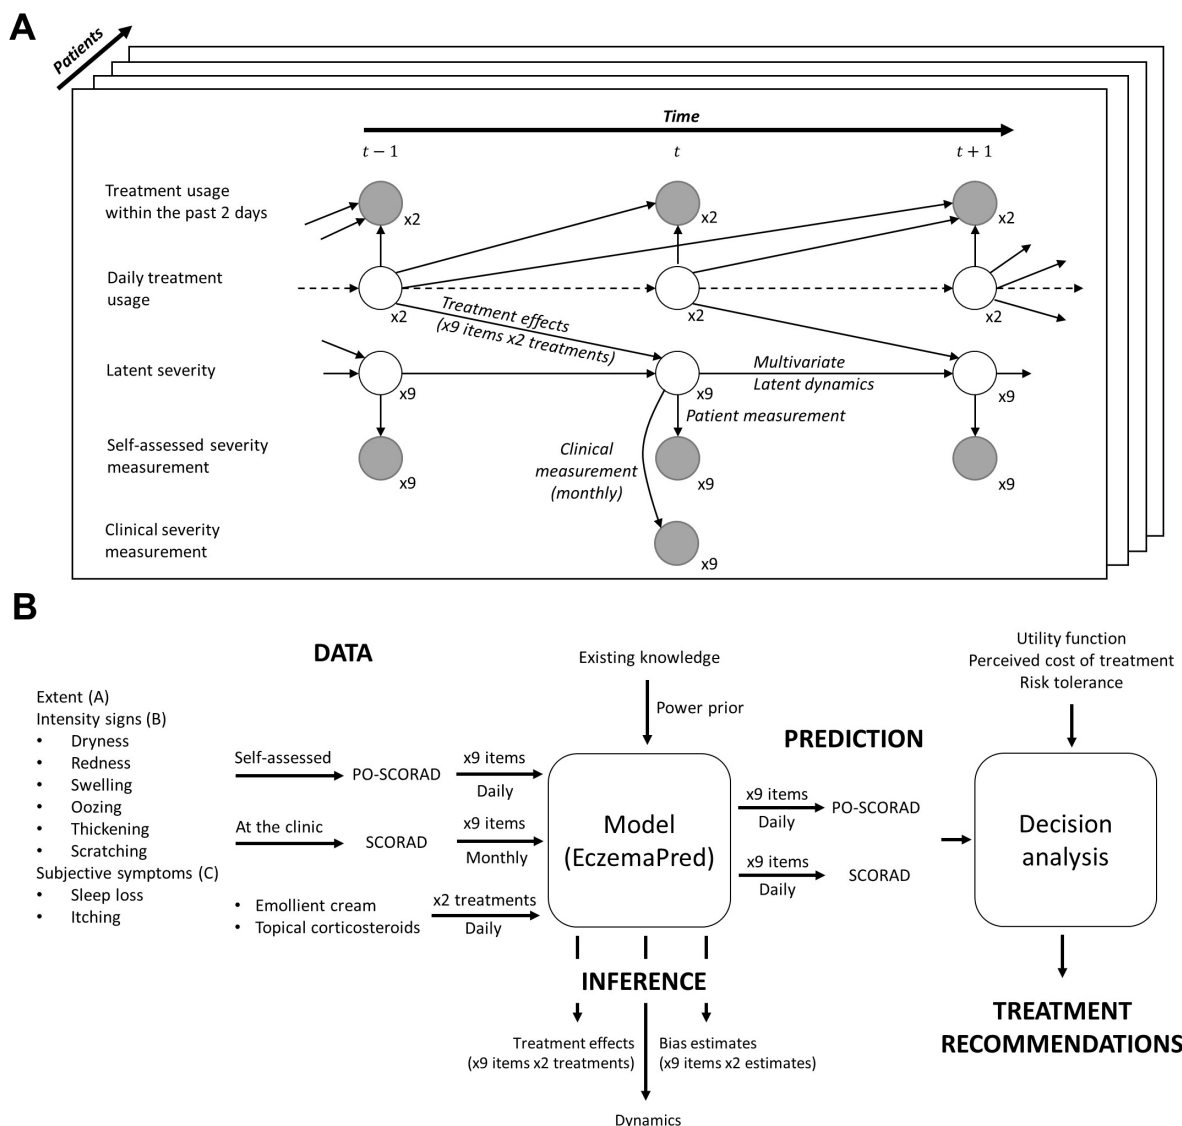 A
Patients
Time
t − 1
t
t + 1
Treatment usage
within the past 2 days
x2
x2
x2
Daily treatment
usage
x2
x2
x2
Treatment effects
(x9 items x2 treatments)
Latent severity
x9
x9
x9
Multivariate
Latent dynamics
Patient measurement
Self-assessed severity
measurement
x9
x9
x9
Clinical
measurement
(monthly)
Clinical severity
measurement
x9
B
DATA
Extent (A)
Intensity signs (B)
• Dryness
• Redness
• Swelling
• Oozing
• Thickening
• Scratching
Subjective symptoms (C)
• Sleep loss
• Itching
Self-assessed
PO-SCORAD
x9 items
Daily
At the clinic
SCORAD
x9 items
Monthly
• Emollient cream
• Topical corticosteroids
x2 treatments
Daily
Existing knowledge
Power prior
Model
(EczemaPred)
INFERENCE
Treatment effects
(x9 items x2 treatments)
Bias estimates
(x9 items x2 estimates)
Dynamics
PREDICTION
x9 items
Daily
PO-SCORAD
x9 items
Daily
SCORAD
Utility function
Perceived cost of treatment
Risk tolerance
Decision
analysis
TREATMENT
RECOMMENDATIONS